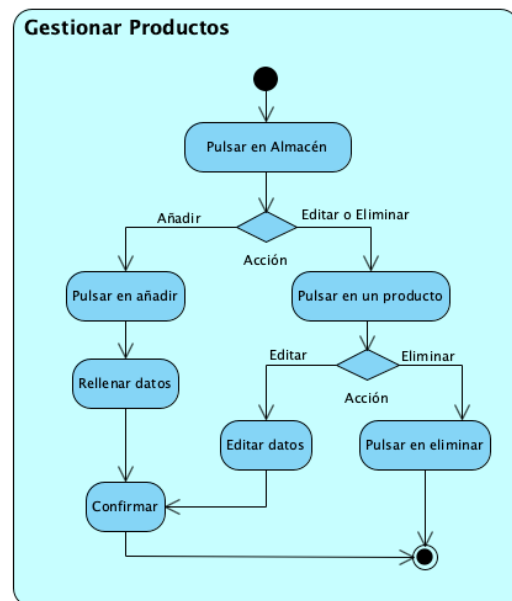 Gestionar Productos
Pulsar en Almacén
Añadir
Editar o Eliminar
Acción
Pulsar en añadir
Pulsar en un producto
Editar
Eliminar
Acción
Rellenar datos
Editar datos
Pulsar en eliminar
Confirmar